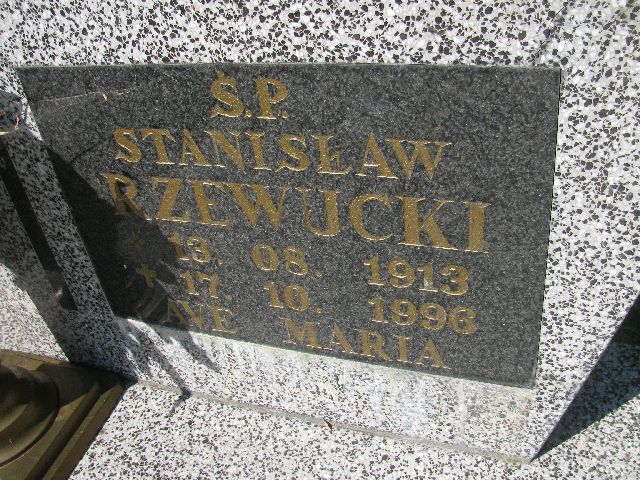 Ś.P.
STANISŁAW
RZEWUCKI
* 13. 08. 1913
✝ 17. 10. 1996
AVE MARIA